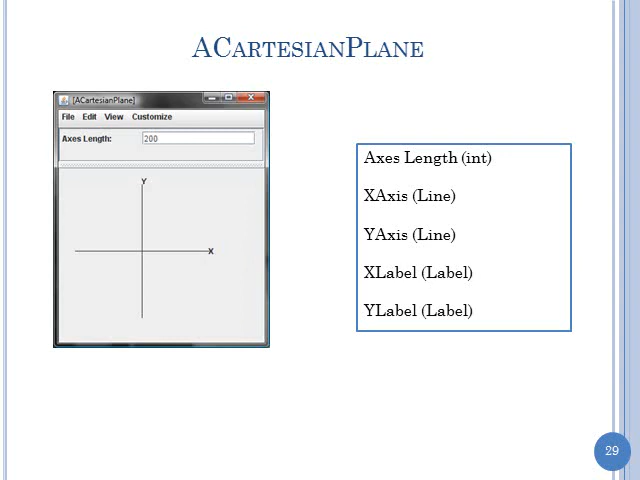 ACartesianPlane
[ACartesianPlane]
File Edit View Customize
Axes Length: 200
Y
X
Axes Length (int)
XAxis (Line)
YAxis (Line)
XLabel (Label)
YLabel (Label)
29